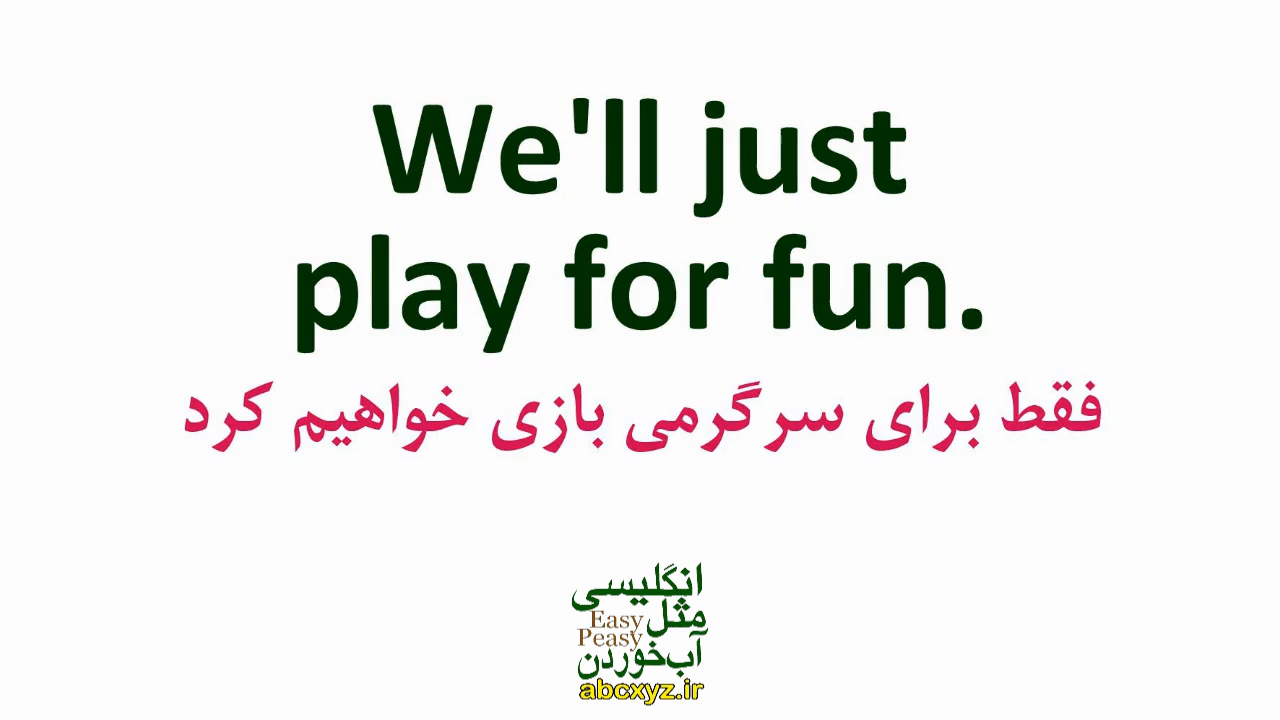 We'll just
play for fun.
فقط برای سرگرمی بازی خواهیم کرد
انگلیسی
مثل
Easy
Peasy
آب‌خوردن
abcxyz.ir